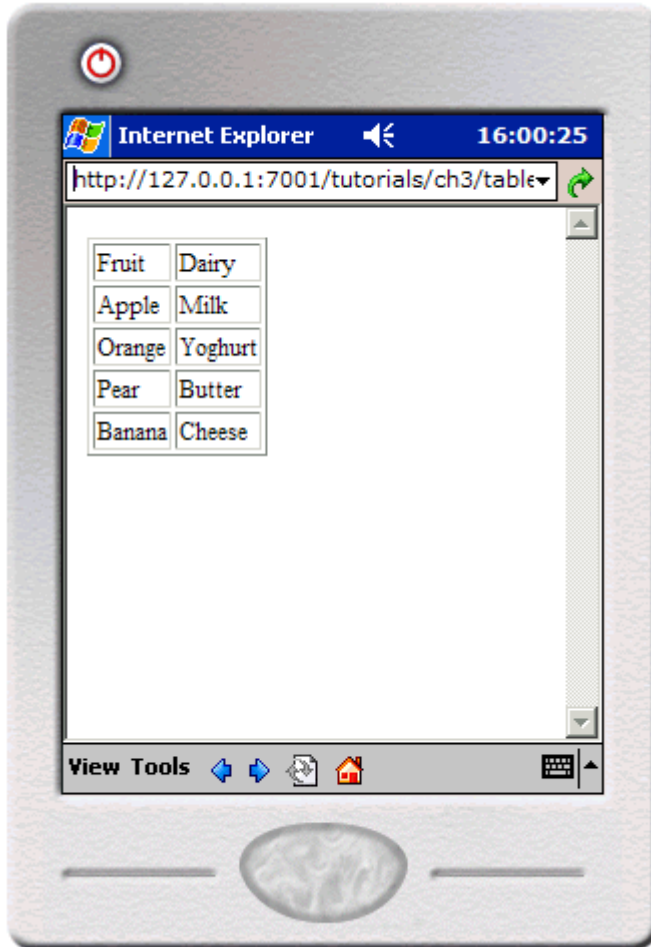 Internet Explorer 16:00:25
http://127.0.0.1:7001/tutorials/ch3/table
Fruit Dairy
Apple Milk
Orange Yoghurt
Pear Butter
Banana Cheese
View Tools